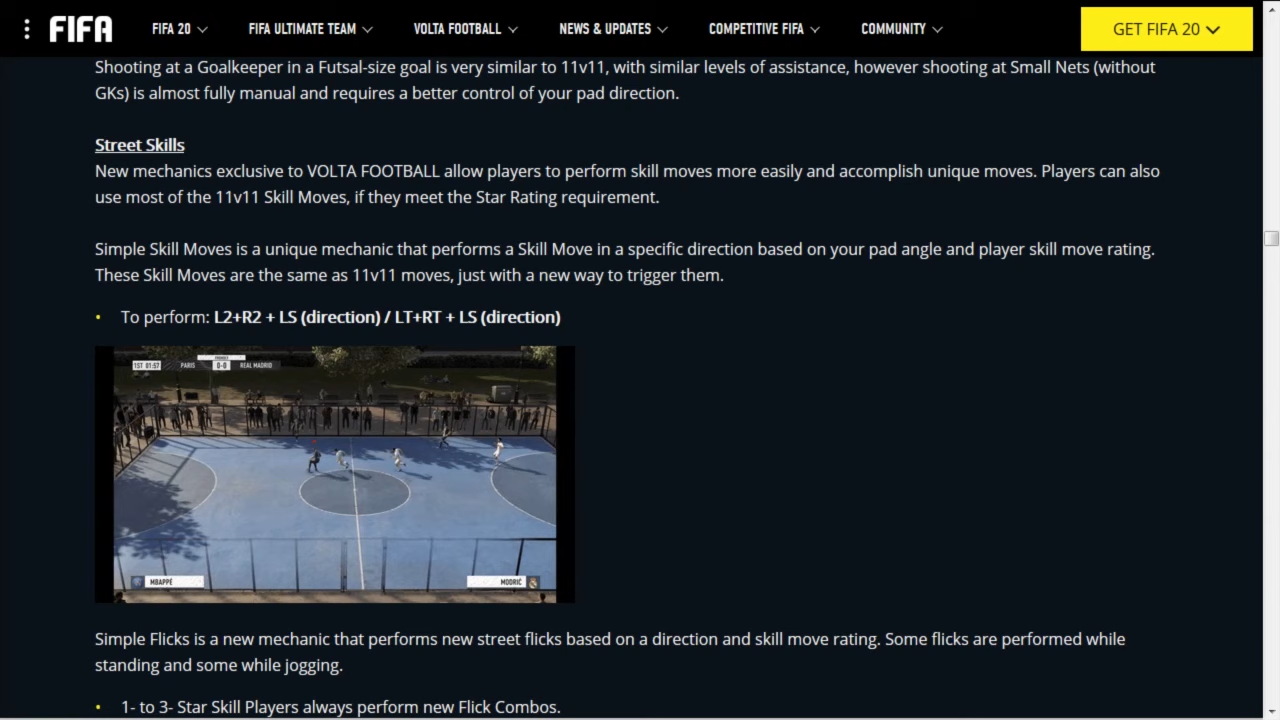 FIFA
FIFA 20
FIFA ULTIMATE TEAM
VOLTA FOOTBALL
NEWS & UPDATES
COMPETITIVE FIFA
COMMUNITY
GET FIFA 20
Shooting at a Goalkeeper in a Futsal-size goal is very similar to 11v11, with similar levels of assistance, however shooting at Small Nets (without
GKs) is almost fully manual and requires a better control of your pad direction.
Street Skills
New mechanics exclusive to VOLTA FOOTBALL allow players to perform skill moves more easily and accomplish unique moves. Players can also
use most of the 11v11 Skill Moves, if they meet the Star Rating requirement.
Simple Skill Moves is a unique mechanic that performs a Skill Move in a specific direction based on your pad angle and player skill move rating.
These Skill Moves are the same as 11v11 moves, just with a new way to trigger them.
• To perform: L2+R2 + LS (direction) / LT+RT + LS (direction)
1ST 01:57 PARIS 0-0 REAL MADRID
MBAPPÉ
MODRIĆ
Simple Flicks is a new mechanic that performs new street flicks based on a direction and skill move rating. Some flicks are performed while
standing and some while jogging.
• 1- to 3- Star Skill Players always perform new Flick Combos.